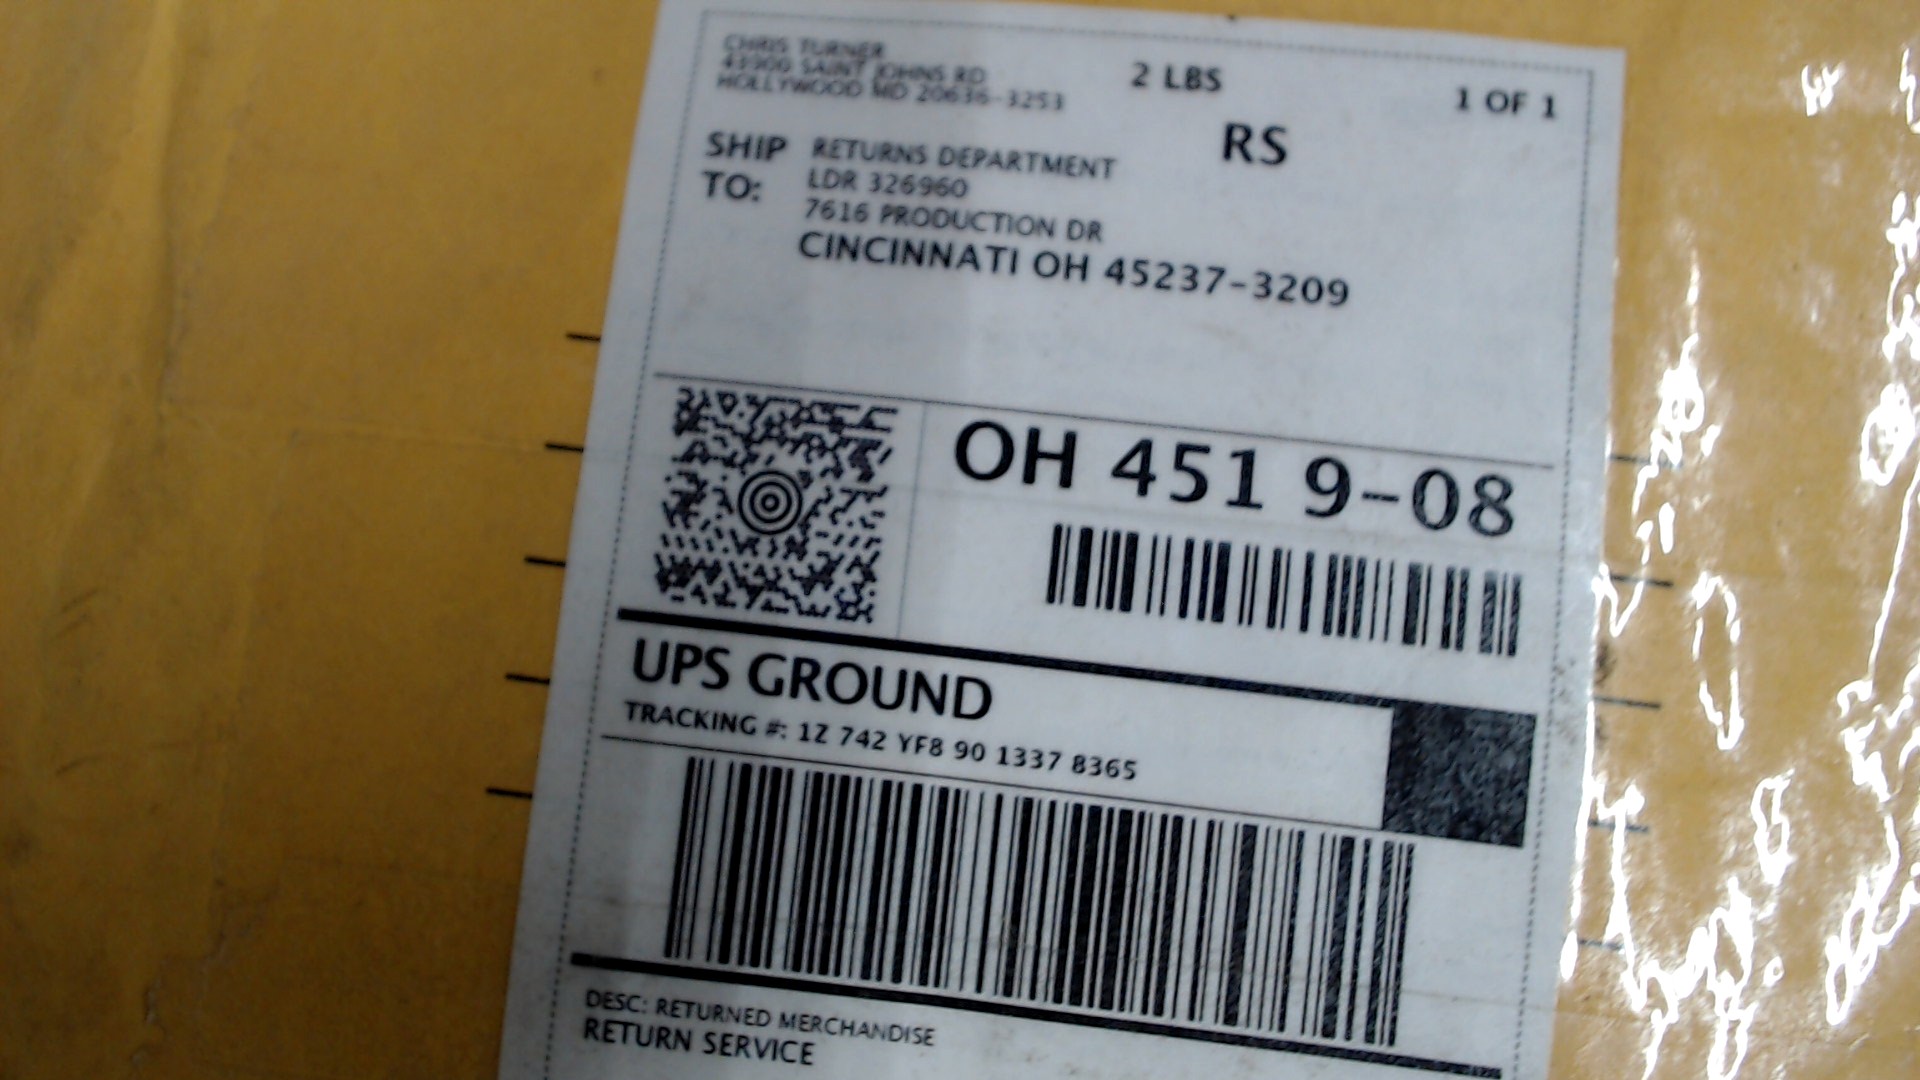 CHRIS TURNER
43900 SAINT JOHNS RD
HOLLYWOOD MD 20636-3253
2 LBS
1 OF 1
RS
SHIP TO:
RETURNS DEPARTMENT
LDR 326960
7616 PRODUCTION DR
CINCINNATI OH 45237-3209
OH 451 9-08
UPS GROUND
TRACKING #: 1Z 742 YF8 90 1337 8365
DESC: RETURNED MERCHANDISE
RETURN SERVICE